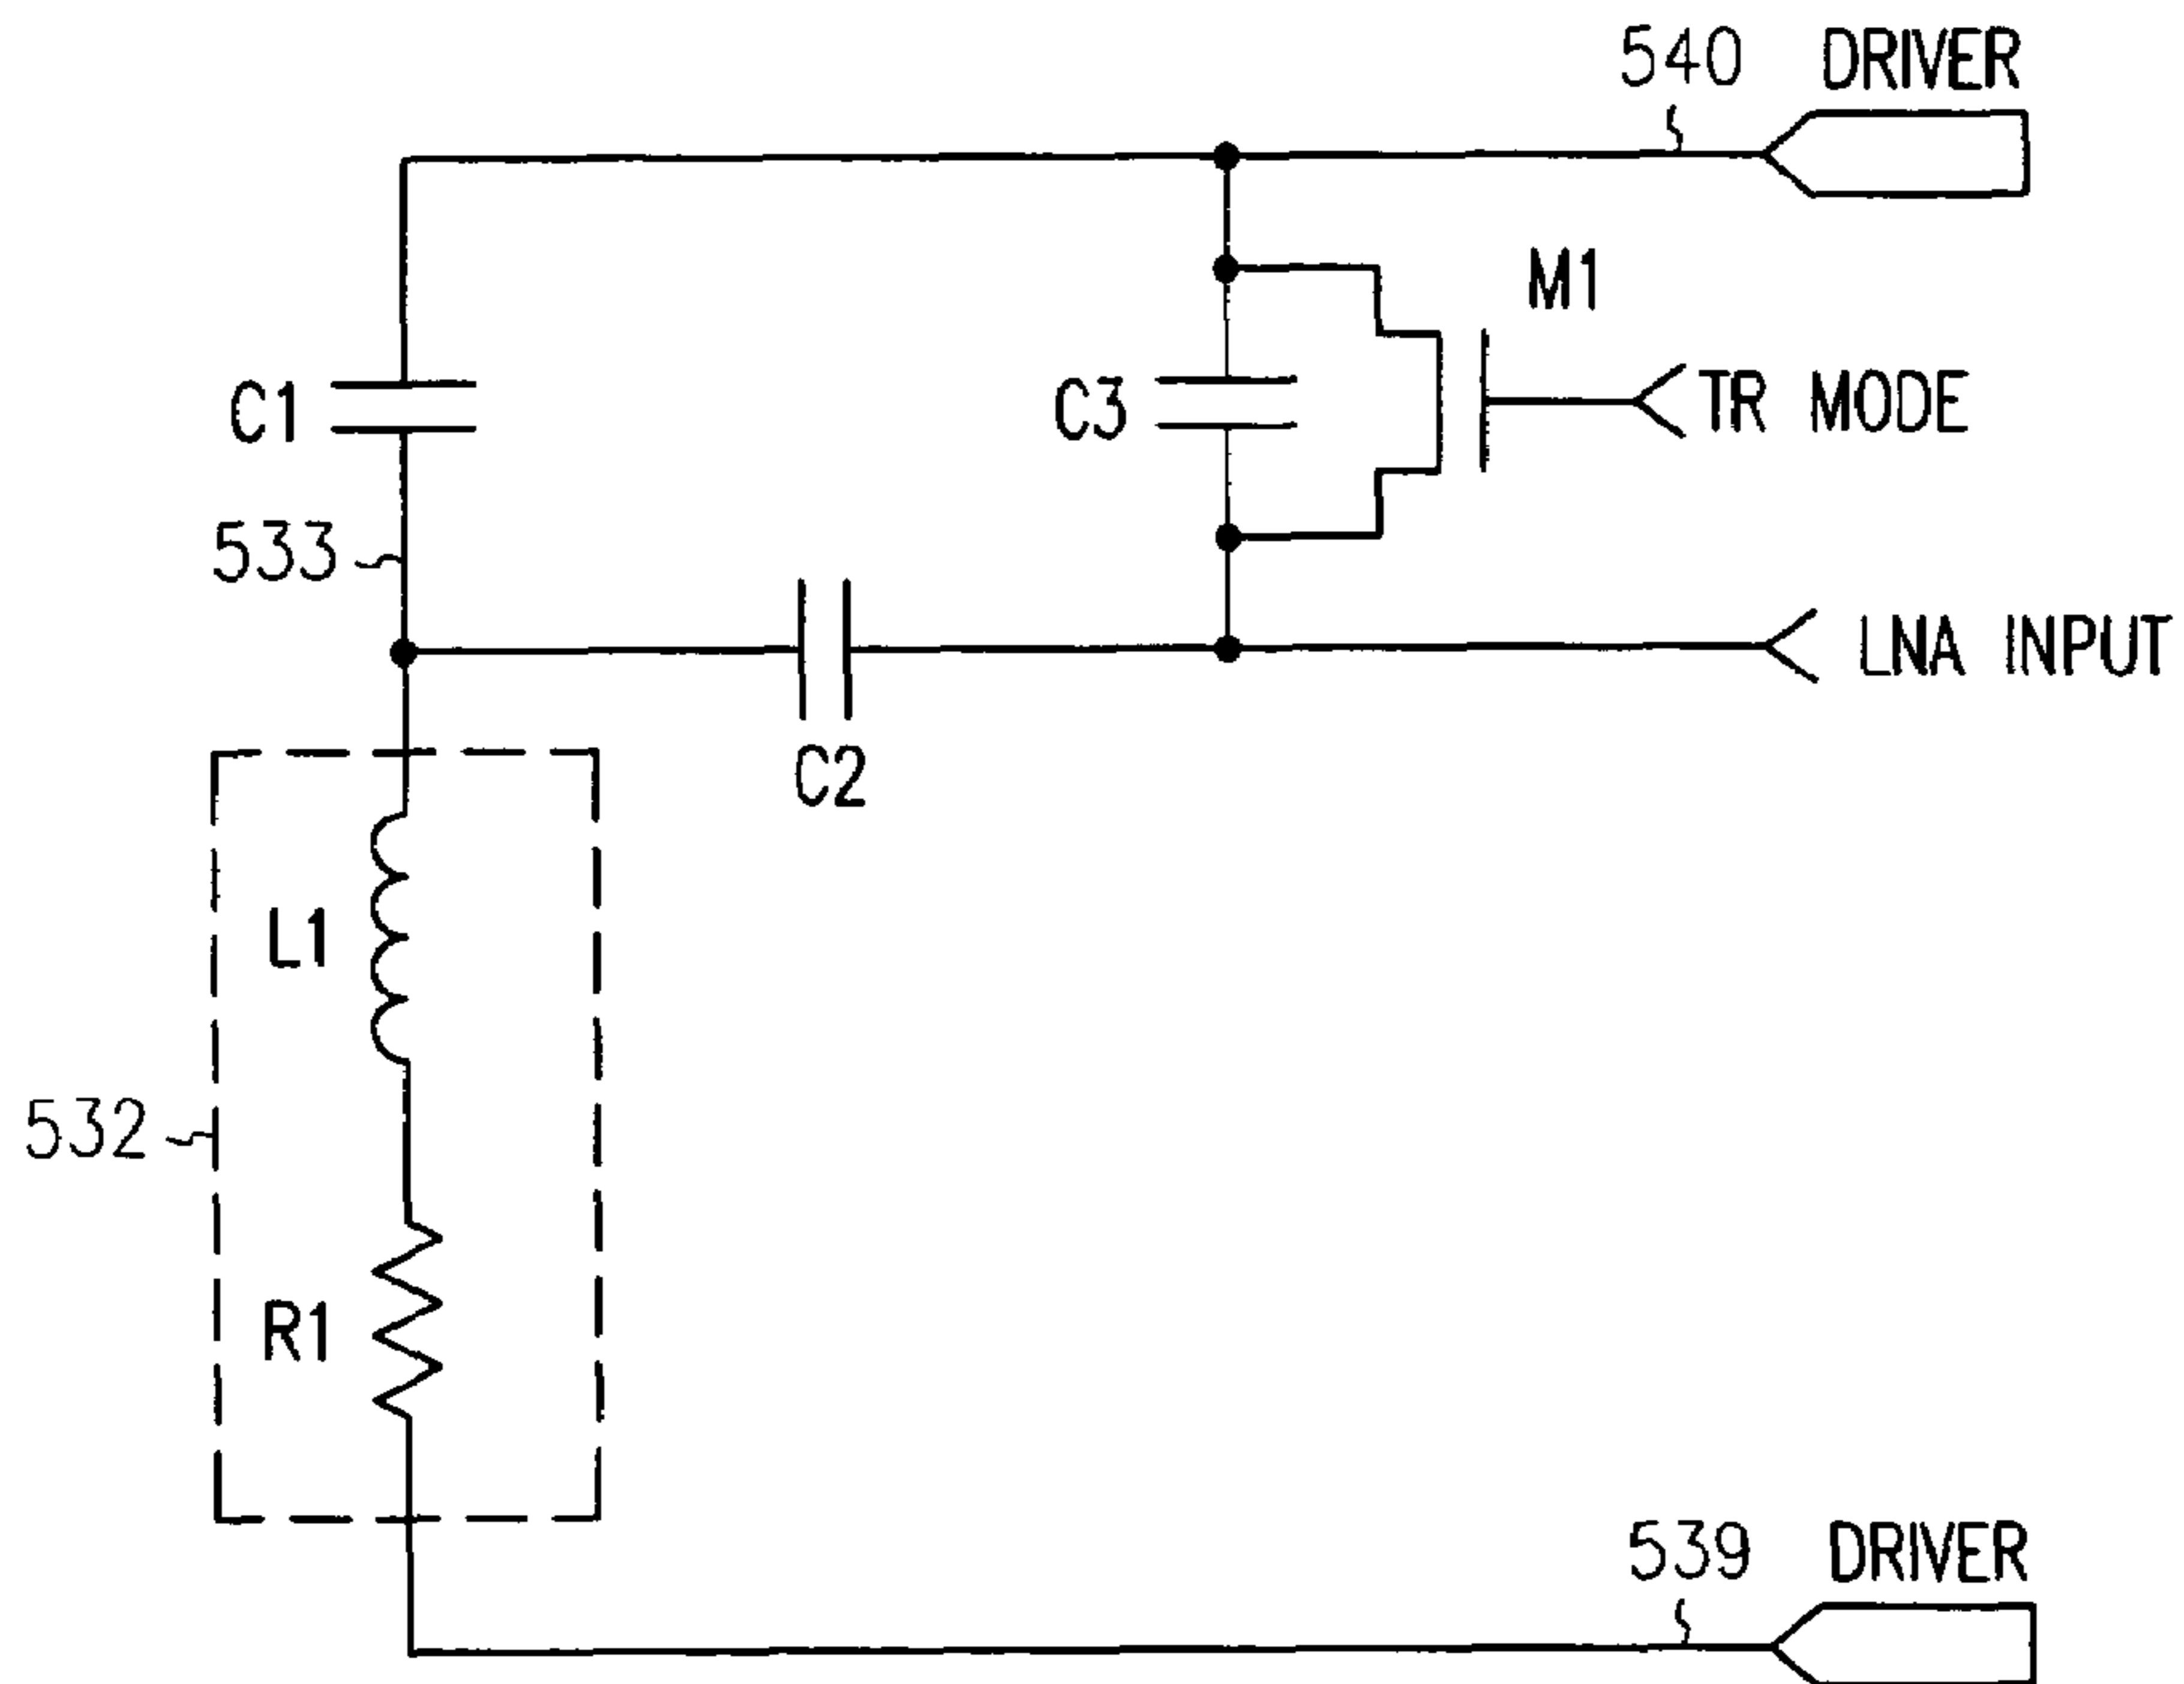 540 DRIVER
M1
C1
C3
TR MODE
533
LNA INPUT
C2
L1
532
R1
539 DRIVER